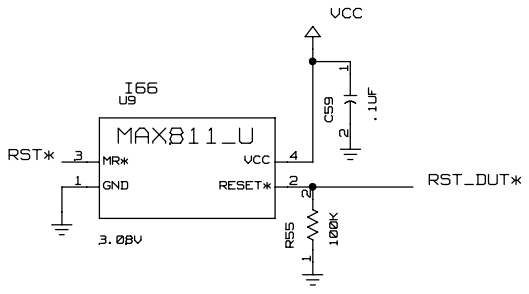 VCC
1
C59
.1UF
2
I66
U9
MAX811_U
RST*
3
MR*
VCC
4
1
GND
RESET*
2
RST_DUT*
2
R55
100K
1
3.08V